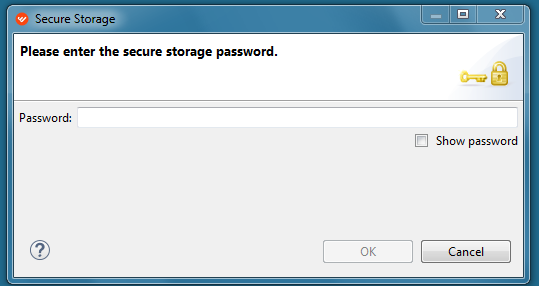 Secure Storage
Please enter the secure storage password.
Password:
Show password
?
OK
Cancel